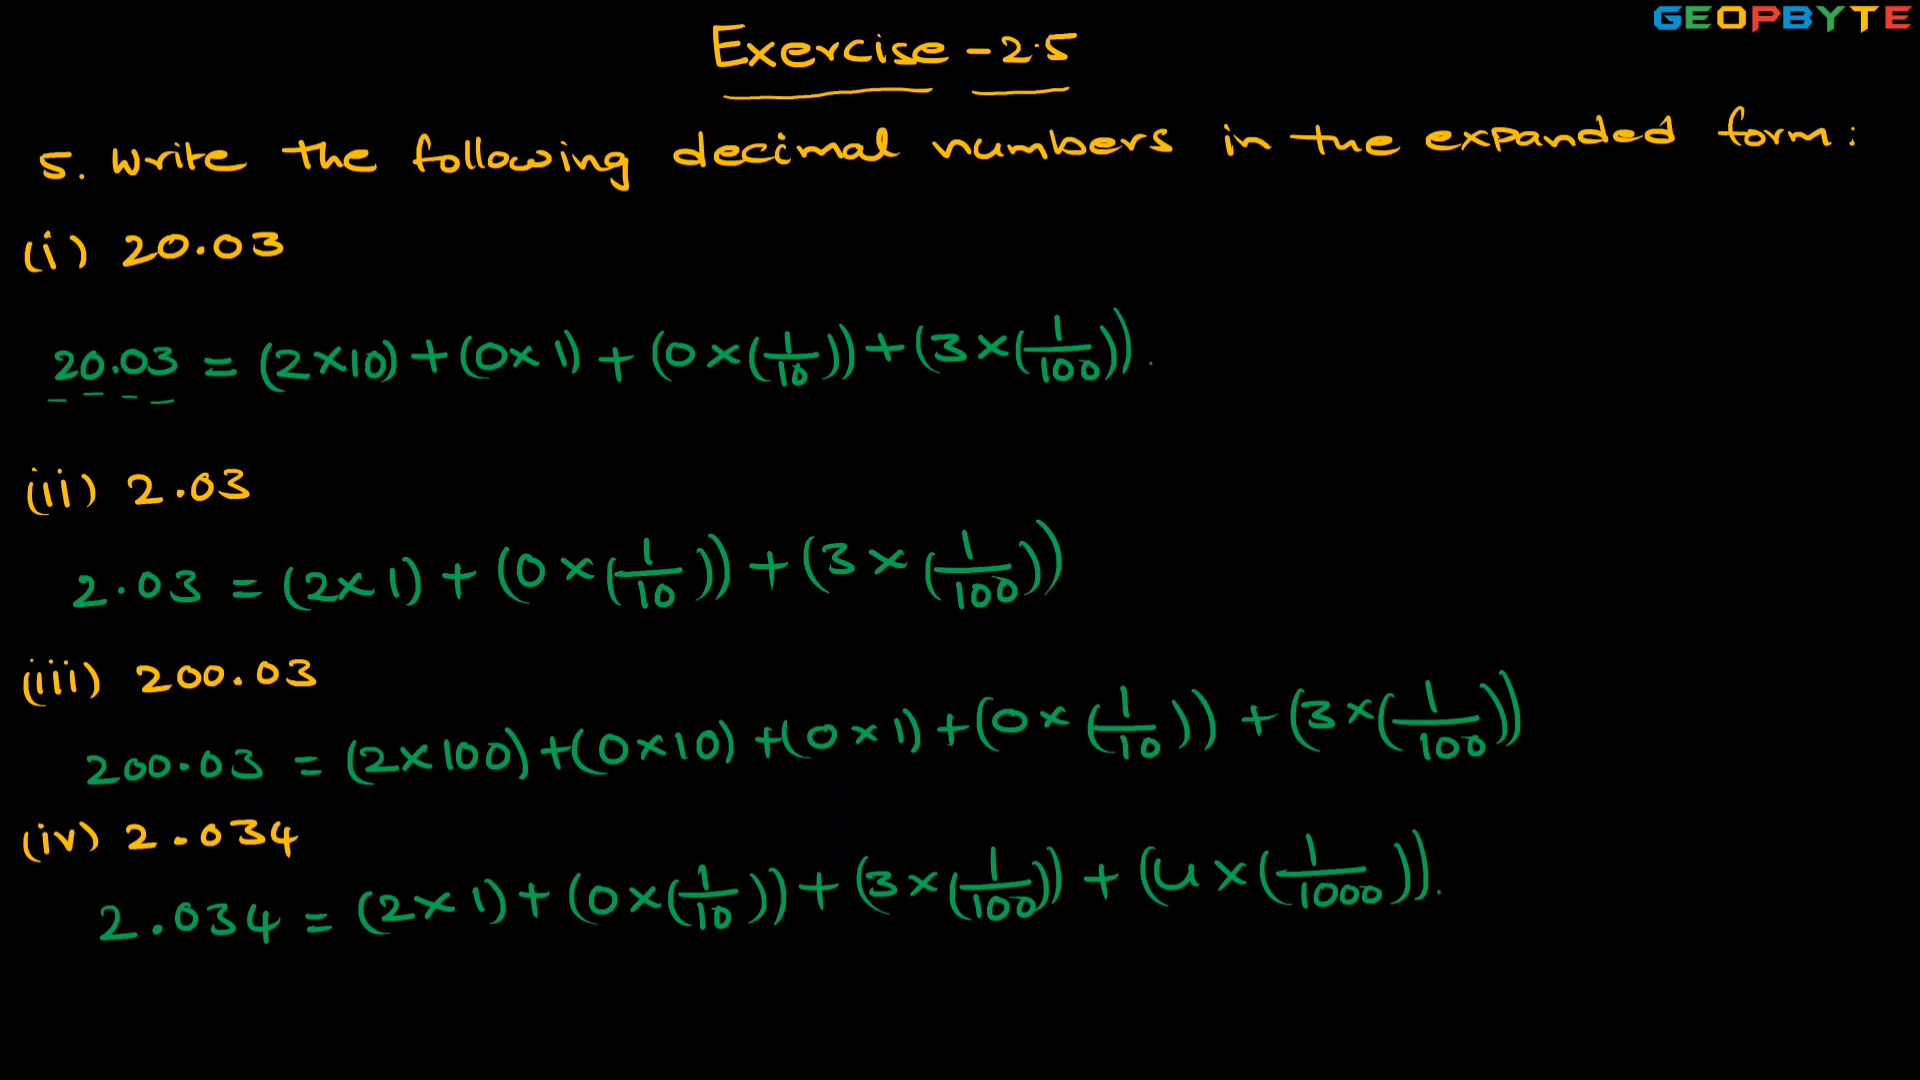 GEOPBYTE
Exercise - 2.5
5. Write the following decimal numbers in the expanded form:
(i) 20.03
20.03 = (2×10) + (0×1) + (0×(1/10)) + (3×(1/100)).
(ii) 2.03
2.03 = (2×1) + (0×(1/10)) + (3×(1/100))
(iii) 200.03
200.03 = (2×100) + (0×10) + (0×1) + (0×(1/10)) + (3×(1/100))
(iv) 2.034
2.034 = (2×1) + (0×(1/10)) + (3×(1/100)) + (4×(1/1000)).